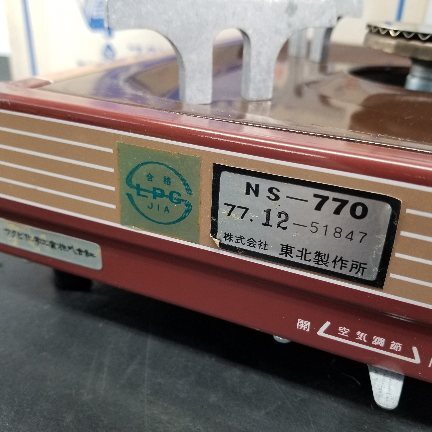 合格
LPG
JIA
NS-770
77.12-51847
株式会社 東北製作所
開 空気調節